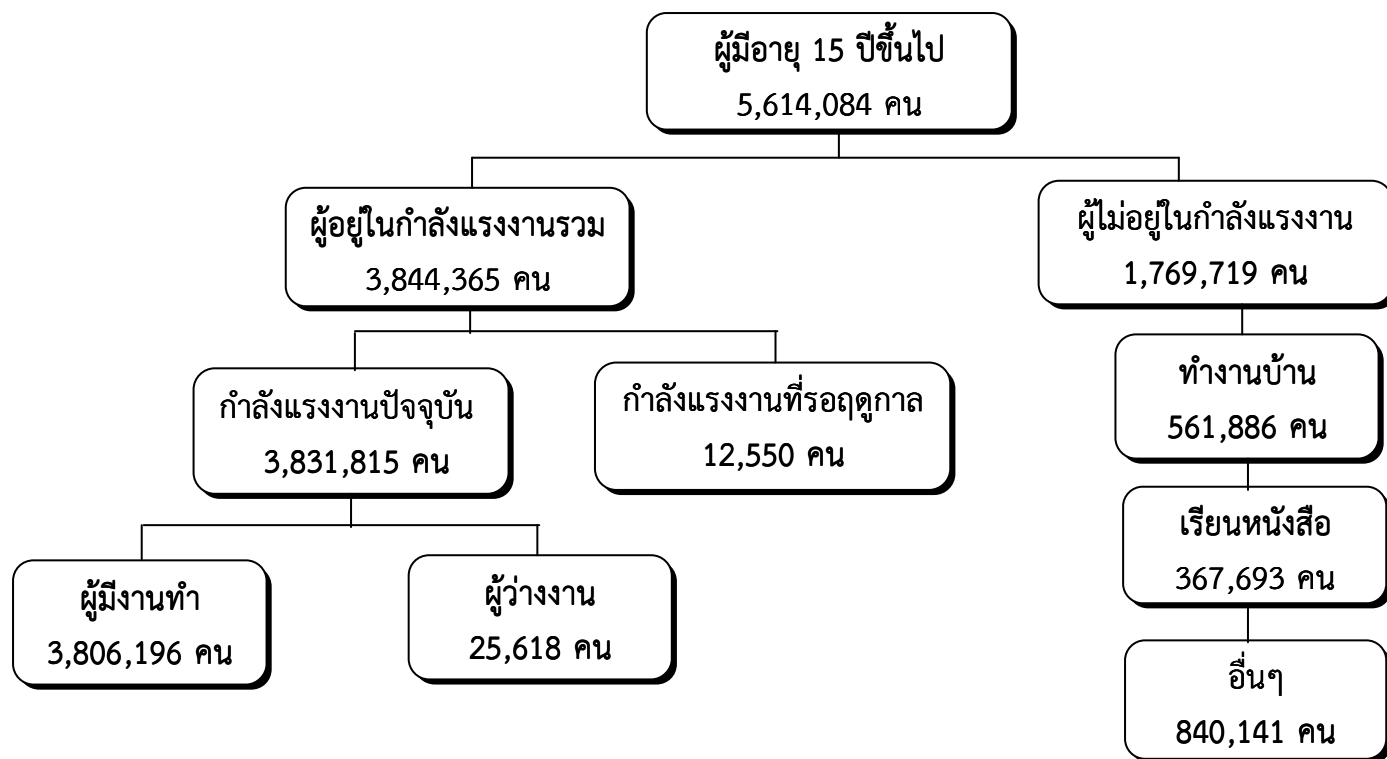 ผู้มีอายุ 15 ปีขึ้นไป
5,614,084 คน
ผู้อยู่ในกำลังแรงงานรวม
3,844,365 คน
ผู้ไม่อยู่ในกำลังแรงงาน
1,769,719 คน
กำลังแรงงานปัจจุบัน
3,831,815 คน
กำลังแรงงานที่รอฤดูกาล
12,550 คน
ทำงานบ้าน
561,886 คน
ผู้มีงานทำ
3,806,196 คน
ผู้ว่างงาน
25,618 คน
เรียนหนังสือ
367,693 คน
อื่นๆ
840,141 คน